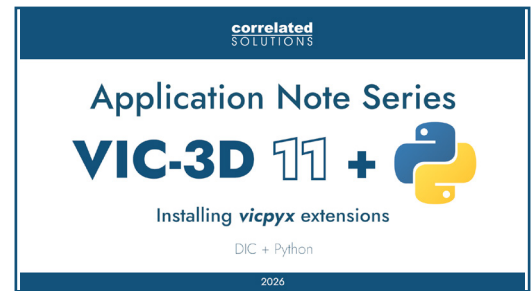 correlated
SOLUTIONS
Application Note Series
VIC-3D 11 +
Installing vicpyx extensions
DIC + Python
2026